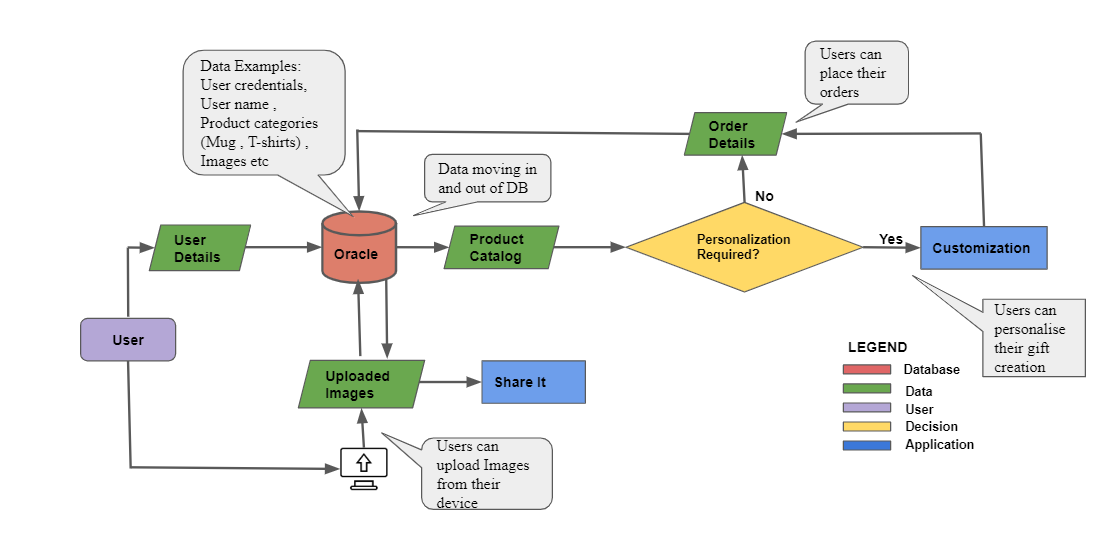 Data Examples:
User credentials,
User name ,
Product categories
(Mug , T-shirts) ,
Images etc
Users can
place their
orders
Order
Details
Data moving in
and out of DB
No
User
Details
Oracle
Product
Catalog
Personalization
Required?
Yes
Customization
User
Users can
personalise
their gift
creation
Uploaded
Images
Share It
LEGEND
Database
Data
User
Decision
Application
Users can
upload Images
from their
device